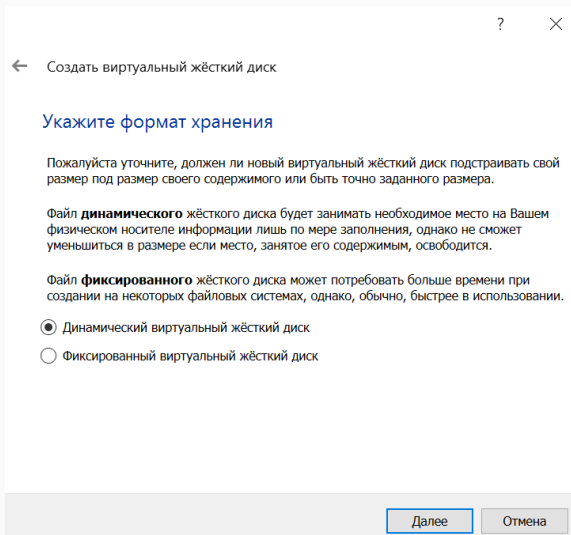 ?
Создать виртуальный жёсткий диск
Укажите формат хранения
Пожалуйста уточните, должен ли новый виртуальный жёсткий диск подстраивать свой
размер под размер своего содержимого или быть точно заданного размера.
Файл динамического жёсткого диска будет занимать необходимое место на Вашем
физическом носителе информации лишь по мере заполнения, однако не сможет
уменьшиться в размере если место, занятое его содержимым, освободится.
Файл фиксированного жёсткого диска может потребовать больше времени при
создании на некоторых файловых системах, однако, обычно, быстрее в использовании.
Динамический виртуальный жёсткий диск
Фиксированный виртуальный жёсткий диск
Далее Отмена